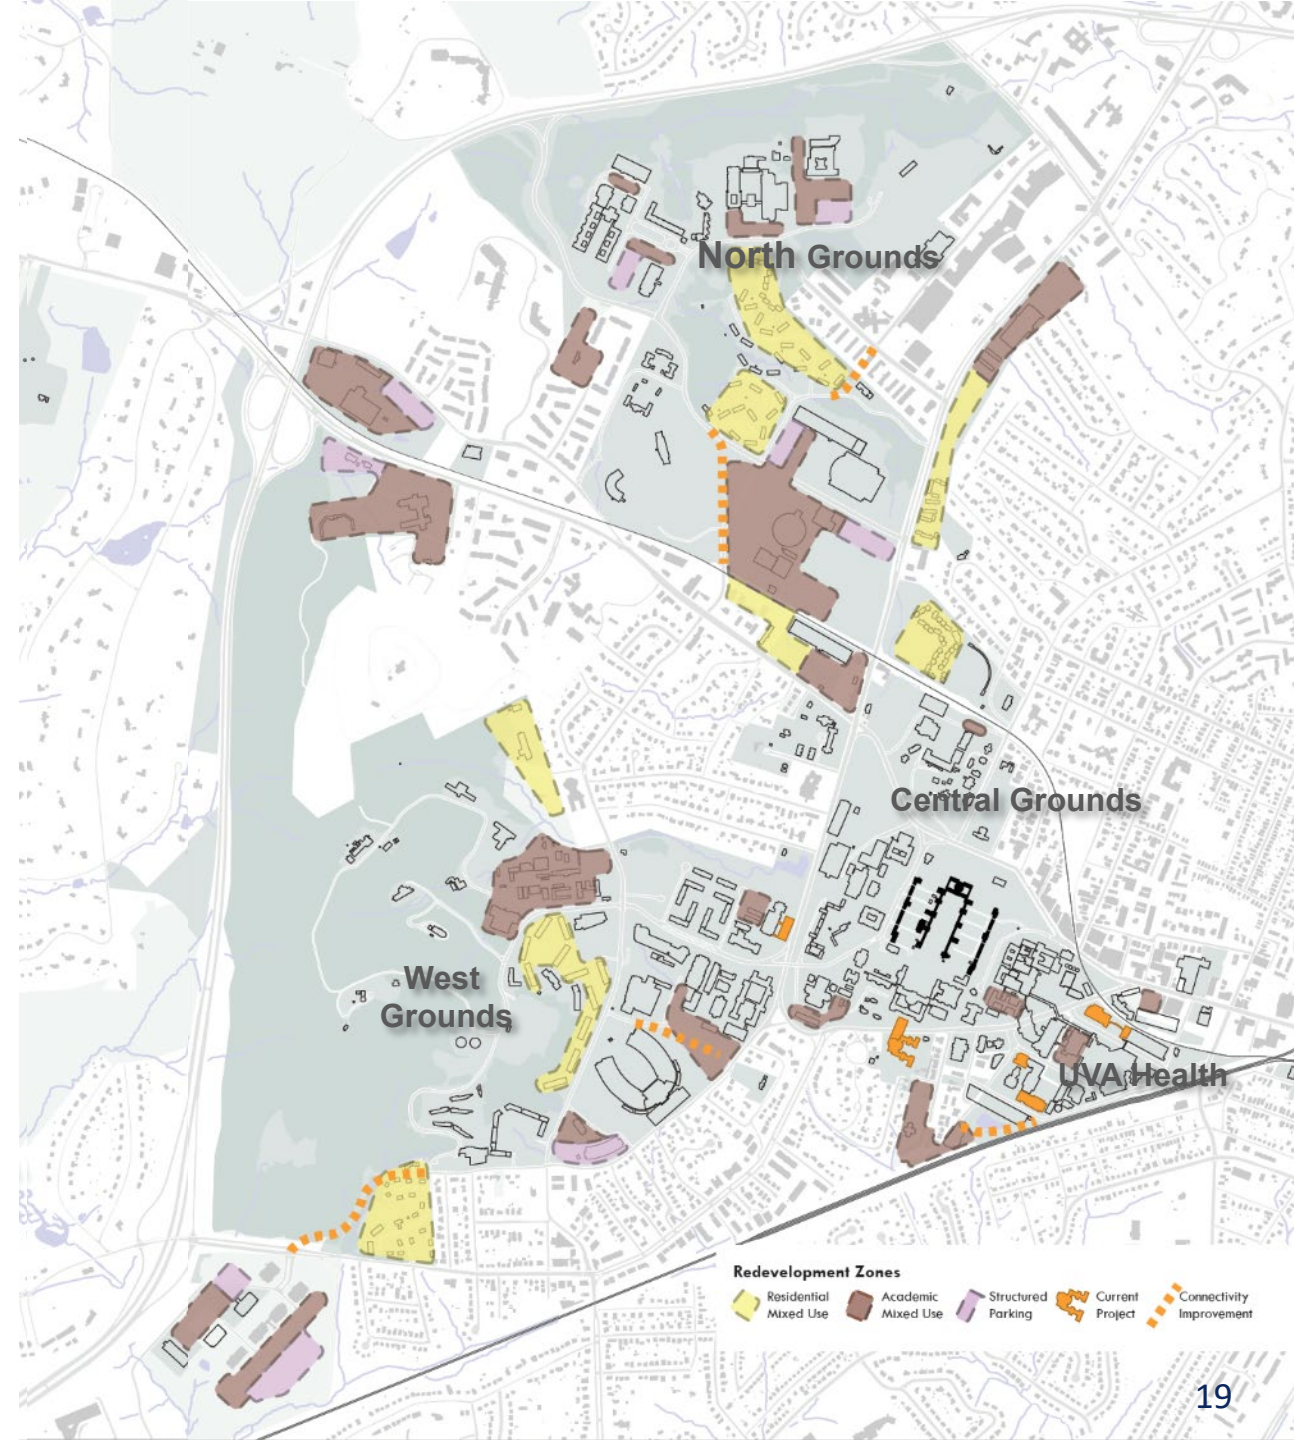 North Grounds
Central Grounds
West
Grounds
UVA Health
Redevelopment Zones
Residential
Mixed Use
Academic
Mixed Use
Structured
Parking
Current
Project
Connectivity
Improvement
19